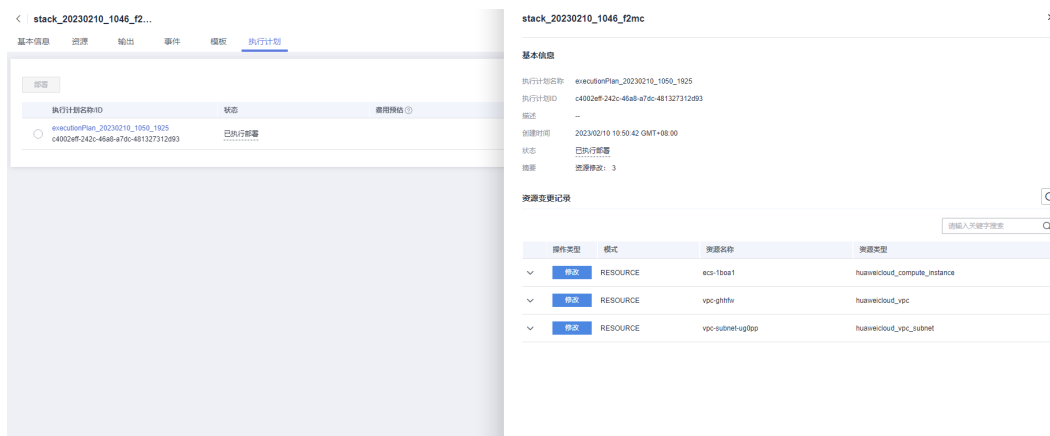 stack_20230210_1046_f2...
基本信息 资源 输出 事件 模板 执行计划
部署
执行计划名称/ID 状态 费用预估
executionPlan_20230210_1050_1925
c4002eff-242c-46a8-a7dc-481327312d93
已执行部署
stack_20230210_1046_f2mc
基本信息
执行计划名称 executionPlan_20230210_1050_1925
执行计划ID c4002eff-242c-46a8-a7dc-481327312d93
描述 --
创建时间 2023/02/10 10:50:42 GMT+08:00
状态 已执行部署
摘要 资源修改: 3
资源变更记录
请输入关键字搜索
操作类型 模式 资源名称 资源类型
修改 RESOURCE ecs-1boa1 huaweicloud_compute_instance
修改 RESOURCE vpc-ghhfw huaweicloud_vpc
修改 RESOURCE vpc-subnet-ug0pp huaweicloud_vpc_subnet